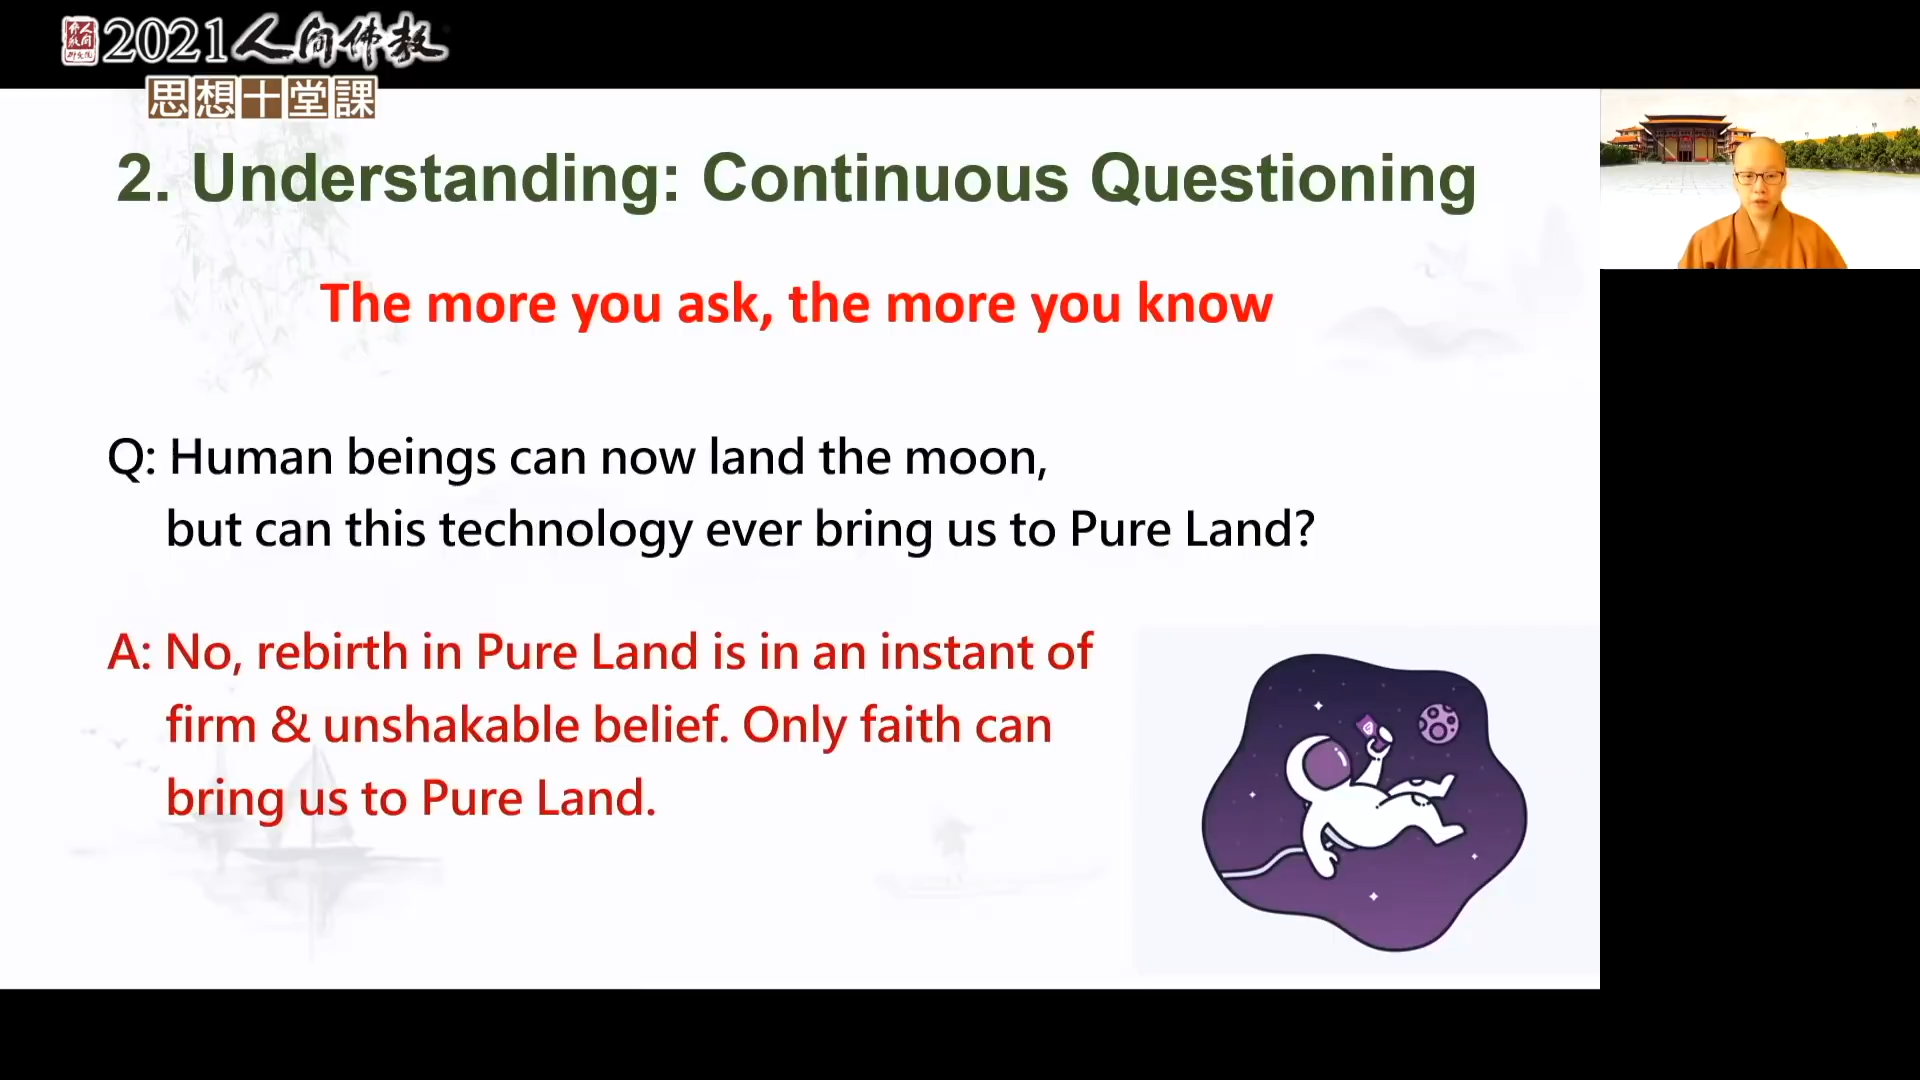 2021人间佛教
思想十堂課
2. Understanding: Continuous Questioning
The more you ask, the more you know
Q: Human beings can now land the moon,
but can this technology ever bring us to Pure Land?
A: No, rebirth in Pure Land is in an instant of
firm & unshakable belief. Only faith can
bring us to Pure Land.